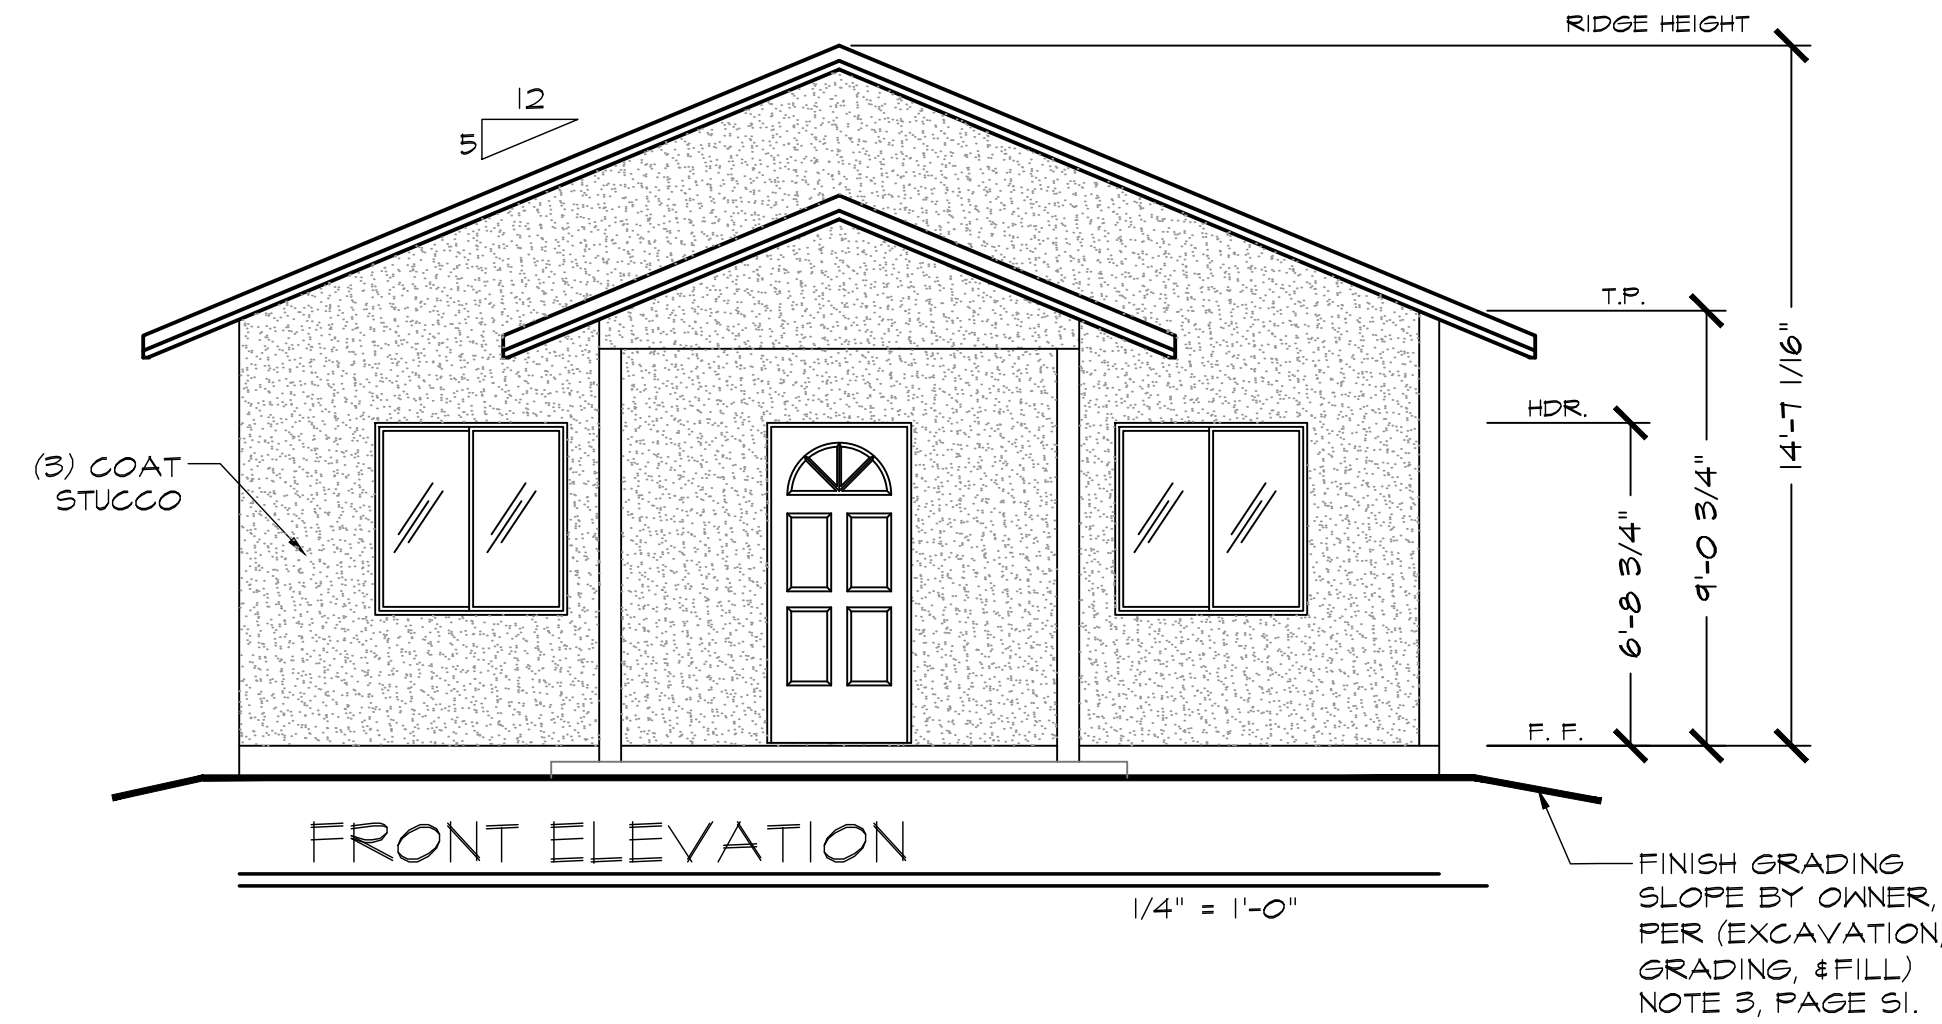 RIDGE HEIGHT
12
5
T.P.
14'-7 1/16"
HDR.
9'-0 3/4"
6'-8 3/4"
(3) COAT
STUCCO
F. F.
FRONT ELEVATION
1/4" = 1'-0"
FINISH GRADING
SLOPE BY OWNER,
PER (EXCAVATION,
GRADING, &FILL)
NOTE 3, PAGE S1.